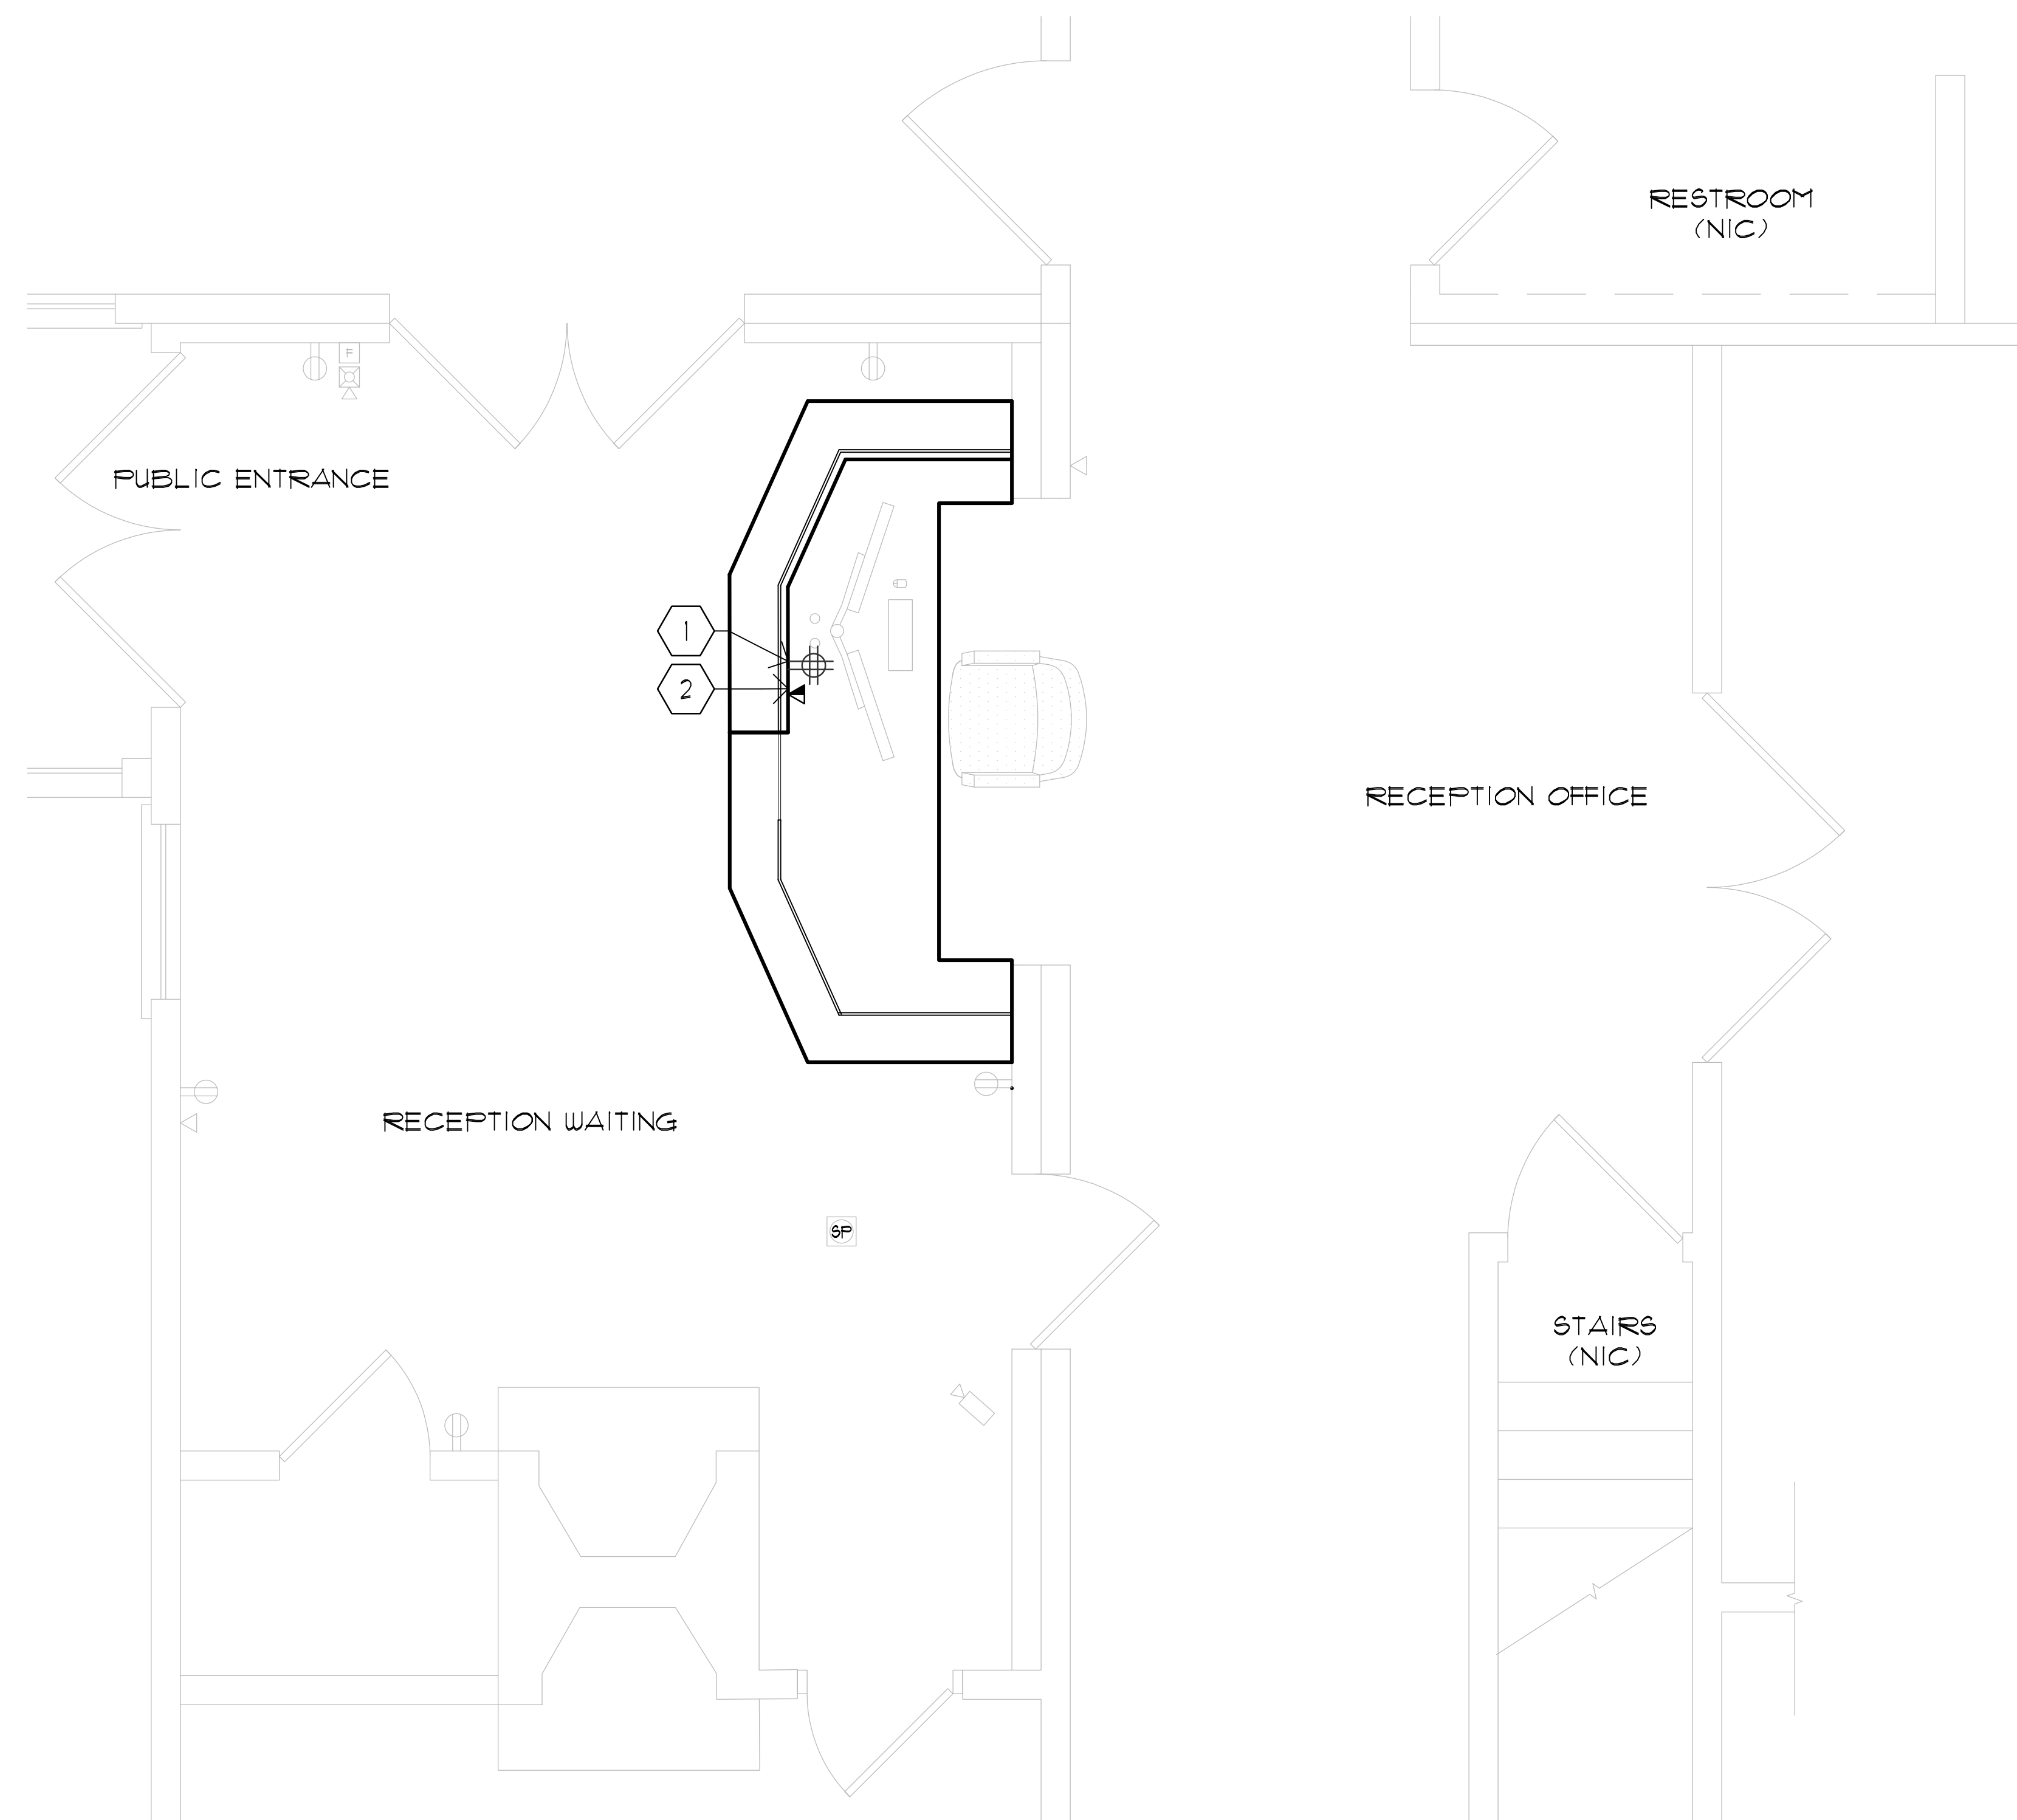 RESTROOM
(NIC)
F
PUBLIC ENTRANCE
1
2
RECEPTION OFFICE
RECEPTION WAITING
SP
STAIRS
(NIC)